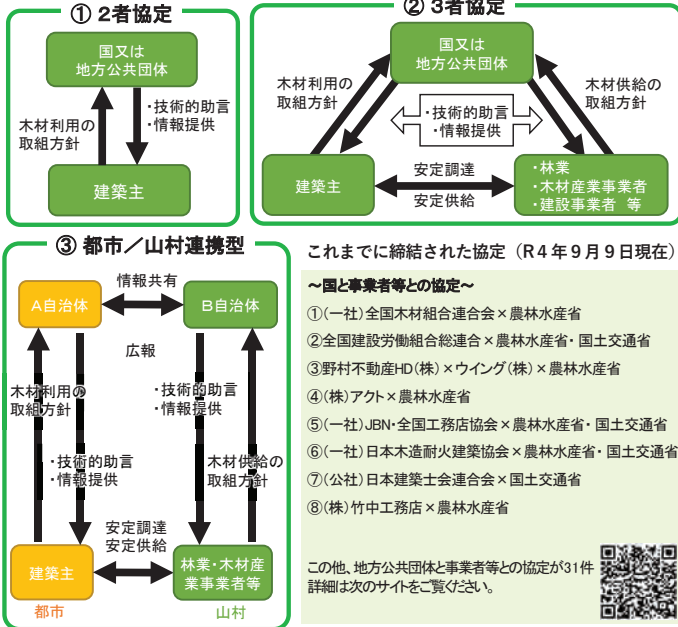 ① 2者協定
国又は
地方公共団体
木材利用の
取組方針
・技術的助言
・情報提供
建築主
② 3者協定
国又は
地方公共団体
木材利用の
取組方針
・技術的助言
・情報提供
木材供給の
取組方針
建築主
安定調達
安定供給
・林業
・木材産業事業者
・建設事業者 等
③ 都市／山村連携型
A自治体
情報共有
B自治体
広報
木材利用の
取組方針
・技術的助言
・情報提供
・技術的助言
・情報提供
木材供給の
取組方針
安定調達
安定供給
建築主
林業・木材産
業事業者等
都市
山村
これまでに締結された協定（R４年９月９日現在）
～国と事業者等との協定～
①(一社)全国木材組合連合会×農林水産省
②全国建設労働組合総連合×農林水産省・国土交通省
③野村不動産HD(株)×ウイング(株)×農林水産省
④(株)アクト×農林水産省
⑤(一社)JBN・全国工務店協会×農林水産省・国土交通省
⑥(一社)日本木造耐火建築協会×農林水産省・国土交通省
⑦(公社)日本建築士会連合会×国土交通省
⑧(株)竹中工務店×農林水産省
この他、地方公共団体と事業者等との協定が31件
詳細は次のサイトをご覧ください。